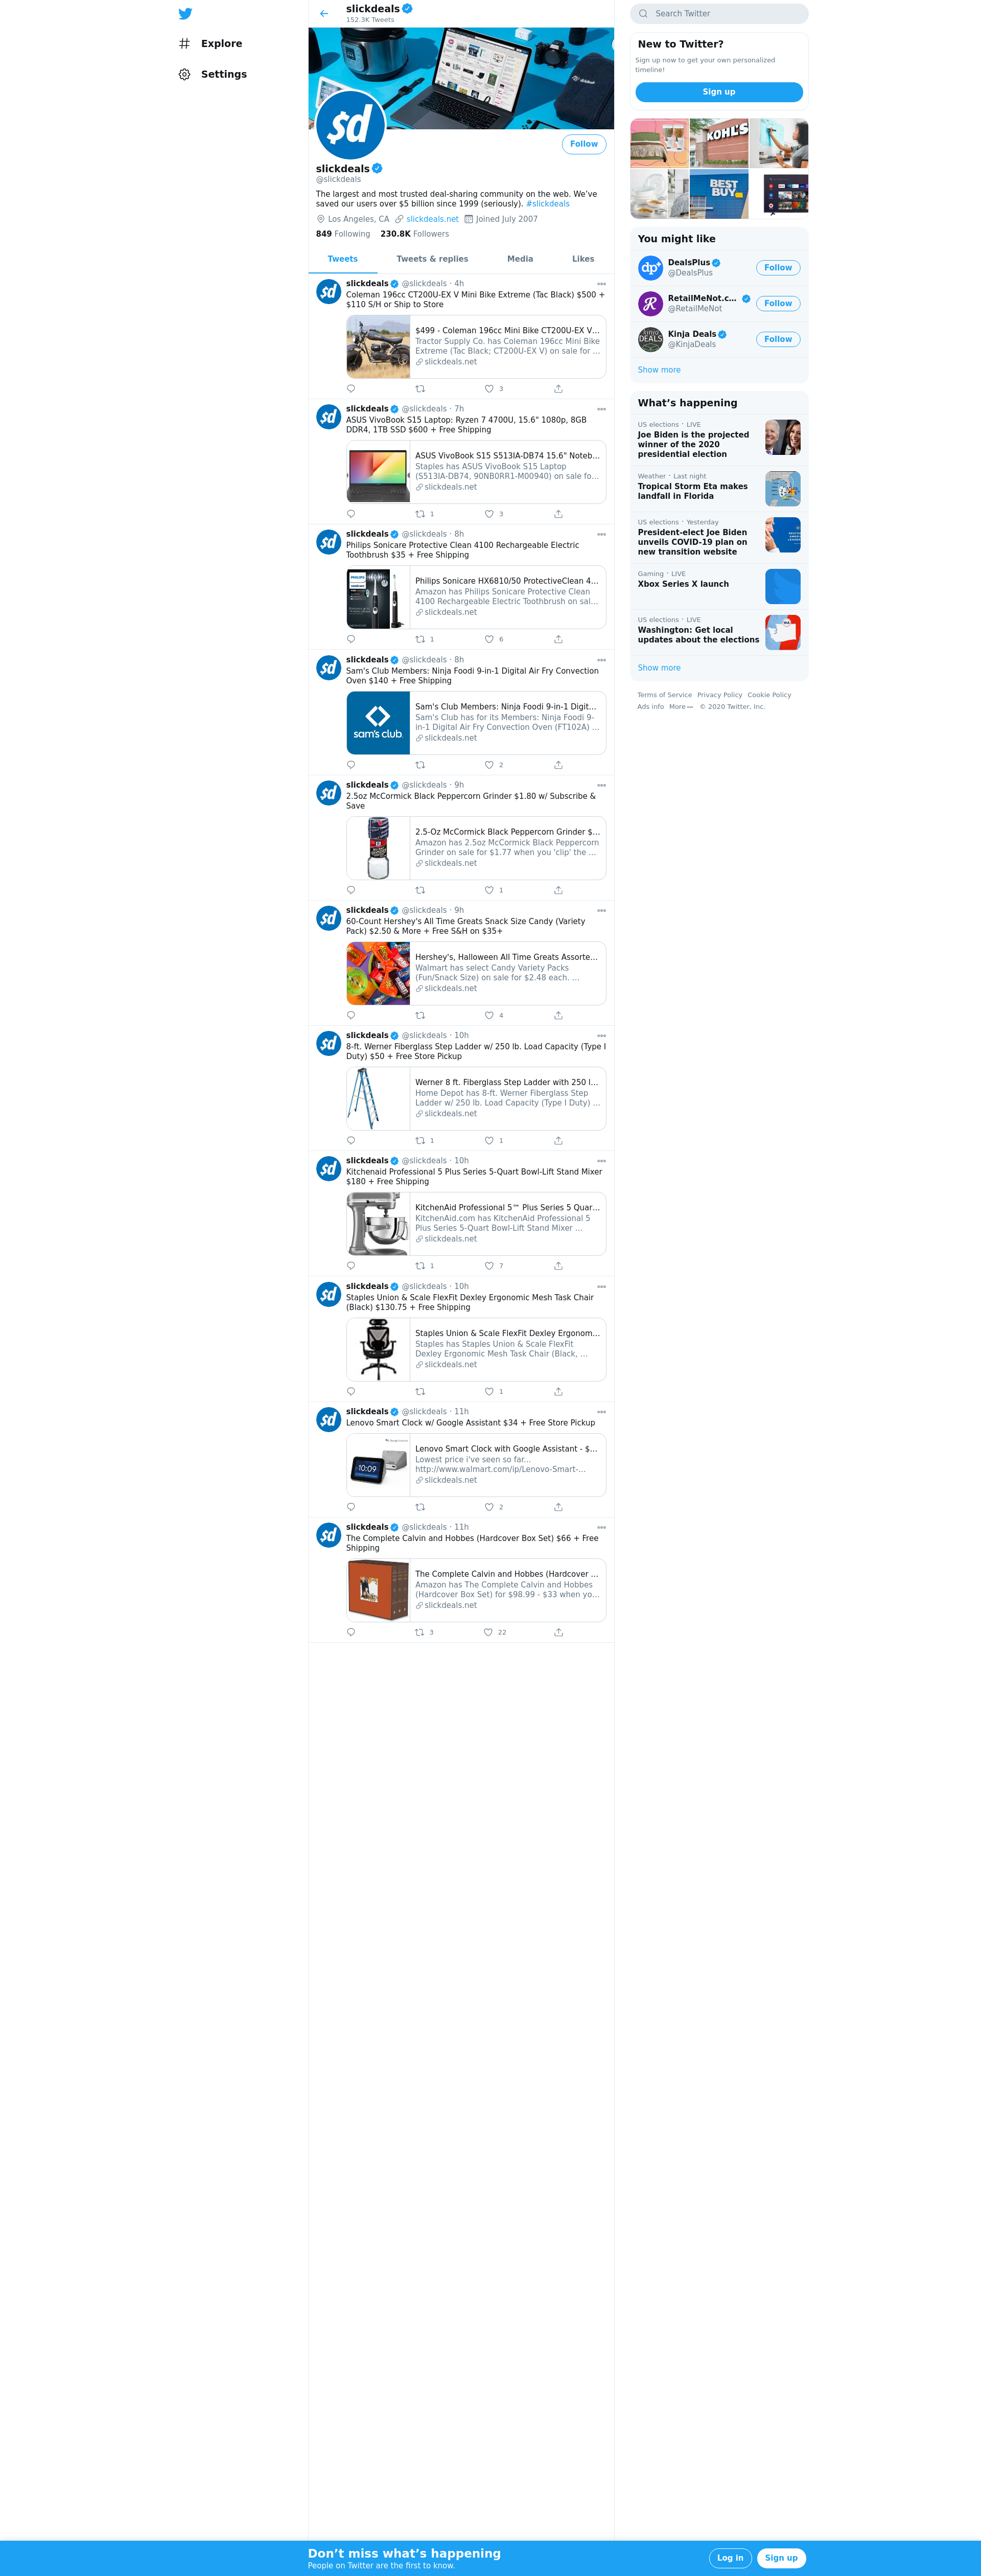 Explore
Settings
slickdeals
152.3K Tweets
$d
Follow
slickdeals
@slickdeals
The largest and most trusted deal-sharing community on the web. We’ve
saved our users over $5 billion since 1999 (seriously). #slickdeals
Los Angeles, CA slickdeals.net Joined July 2007
849 Following 230.8K Followers
Tweets Tweets & replies Media Likes
slickdeals @slickdeals · 4h
Coleman 196cc CT200U-EX V Mini Bike Extreme (Tac Black) $500 +
$110 S/H or Ship to Store
$499 - Coleman 196cc Mini Bike CT200U-EX V...
Tractor Supply Co. has Coleman 196cc Mini Bike
Extreme (Tac Black; CT200U-EX V) on sale for ...
slickdeals.net
3
slickdeals @slickdeals · 7h
ASUS VivoBook S15 Laptop: Ryzen 7 4700U, 15.6" 1080p, 8GB
DDR4, 1TB SSD $600 + Free Shipping
ASUS VivoBook S15 S513IA-DB74 15.6" Noteb...
Staples has ASUS VivoBook S15 Laptop
(S513IA-DB74, 90NB0RR1-M00940) on sale fo...
slickdeals.net
1 3
slickdeals @slickdeals · 8h
Philips Sonicare Protective Clean 4100 Rechargeable Electric
Toothbrush $35 + Free Shipping
PHILIPS
Philips Sonicare HX6810/50 ProtectiveClean 4...
Amazon has Philips Sonicare Protective Clean
4100 Rechargeable Electric Toothbrush on sal...
slickdeals.net
1 6
slickdeals @slickdeals · 8h
Sam's Club Members: Ninja Foodi 9-in-1 Digital Air Fry Convection
Oven $140 + Free Shipping
sam's club
Sam's Club Members: Ninja Foodi 9-in-1 Digit...
Sam's Club has for its Members: Ninja Foodi 9-
in-1 Digital Air Fry Convection Oven (FT102A) ...
slickdeals.net
2
slickdeals @slickdeals · 9h
2.5oz McCormick Black Peppercorn Grinder $1.80 w/ Subscribe &
Save
2.5-Oz McCormick Black Peppercorn Grinder $...
Amazon has 2.5oz McCormick Black Peppercorn
Grinder on sale for $1.77 when you 'clip' the ...
slickdeals.net
1
slickdeals @slickdeals · 9h
60-Count Hershey's All Time Greats Snack Size Candy (Variety
Pack) $2.50 & More + Free S&H on $35+
Hershey's, Halloween All Time Greats Assorte...
Walmart has select Candy Variety Packs
(Fun/Snack Size) on sale for $2.48 each. ...
slickdeals.net
4
slickdeals @slickdeals · 10h
8-ft. Werner Fiberglass Step Ladder w/ 250 lb. Load Capacity (Type I
Duty) $50 + Free Store Pickup
Werner 8 ft. Fiberglass Step Ladder with 250 l...
Home Depot has 8-ft. Werner Fiberglass Step
Ladder w/ 250 lb. Load Capacity (Type I Duty) ...
slickdeals.net
1 1
slickdeals @slickdeals · 10h
Kitchenaid Professional 5 Plus Series 5-Quart Bowl-Lift Stand Mixer
$180 + Free Shipping
KitchenAid Professional 5™ Plus Series 5 Quar...
KitchenAid.com has KitchenAid Professional 5
Plus Series 5-Quart Bowl-Lift Stand Mixer ...
slickdeals.net
1 7
slickdeals @slickdeals · 10h
Staples Union & Scale FlexFit Dexley Ergonomic Mesh Task Chair
(Black) $130.75 + Free Shipping
Staples Union & Scale FlexFit Dexley Ergonom...
Staples has Staples Union & Scale FlexFit
Dexley Ergonomic Mesh Task Chair (Black, ...
slickdeals.net
1
slickdeals @slickdeals · 11h
Lenovo Smart Clock w/ Google Assistant $34 + Free Store Pickup
10:09
Lenovo Smart Clock with Google Assistant - $...
Lowest price i've seen so far...
http://www.walmart.com/ip/Lenovo-Smart-...
slickdeals.net
2
slickdeals @slickdeals · 11h
The Complete Calvin and Hobbes (Hardcover Box Set) $66 + Free
Shipping
The Complete Calvin and Hobbes (Hardcover ...
Amazon has The Complete Calvin and Hobbes
(Hardcover Box Set) for $98.99 - $33 when yo...
slickdeals.net
3 22
Search Twitter
New to Twitter?
Sign up now to get your own personalized
timeline!
Sign up
KOHL'S
BEST
BUY
You might like
dp
DealsPlus
@DealsPlus
Follow
RetailMeNot.c...
@RetailMeNot
Follow
KINJA
DEALS
Kinja Deals
@KinjaDeals
Follow
Show more
What’s happening
US elections · LIVE
Joe Biden is the projected
winner of the 2020
presidential election
Weather · Last night
Tropical Storm Eta makes
landfall in Florida
US elections · Yesterday
President-elect Joe Biden
unveils COVID-19 plan on
new transition website
Gaming · LIVE
Xbox Series X launch
US elections · LIVE
Washington: Get local
updates about the elections
WA
Show more
Terms of Service Privacy Policy Cookie Policy
Ads info More © 2020 Twitter, Inc.
Don’t miss what’s happening
People on Twitter are the first to know.
Log in Sign up